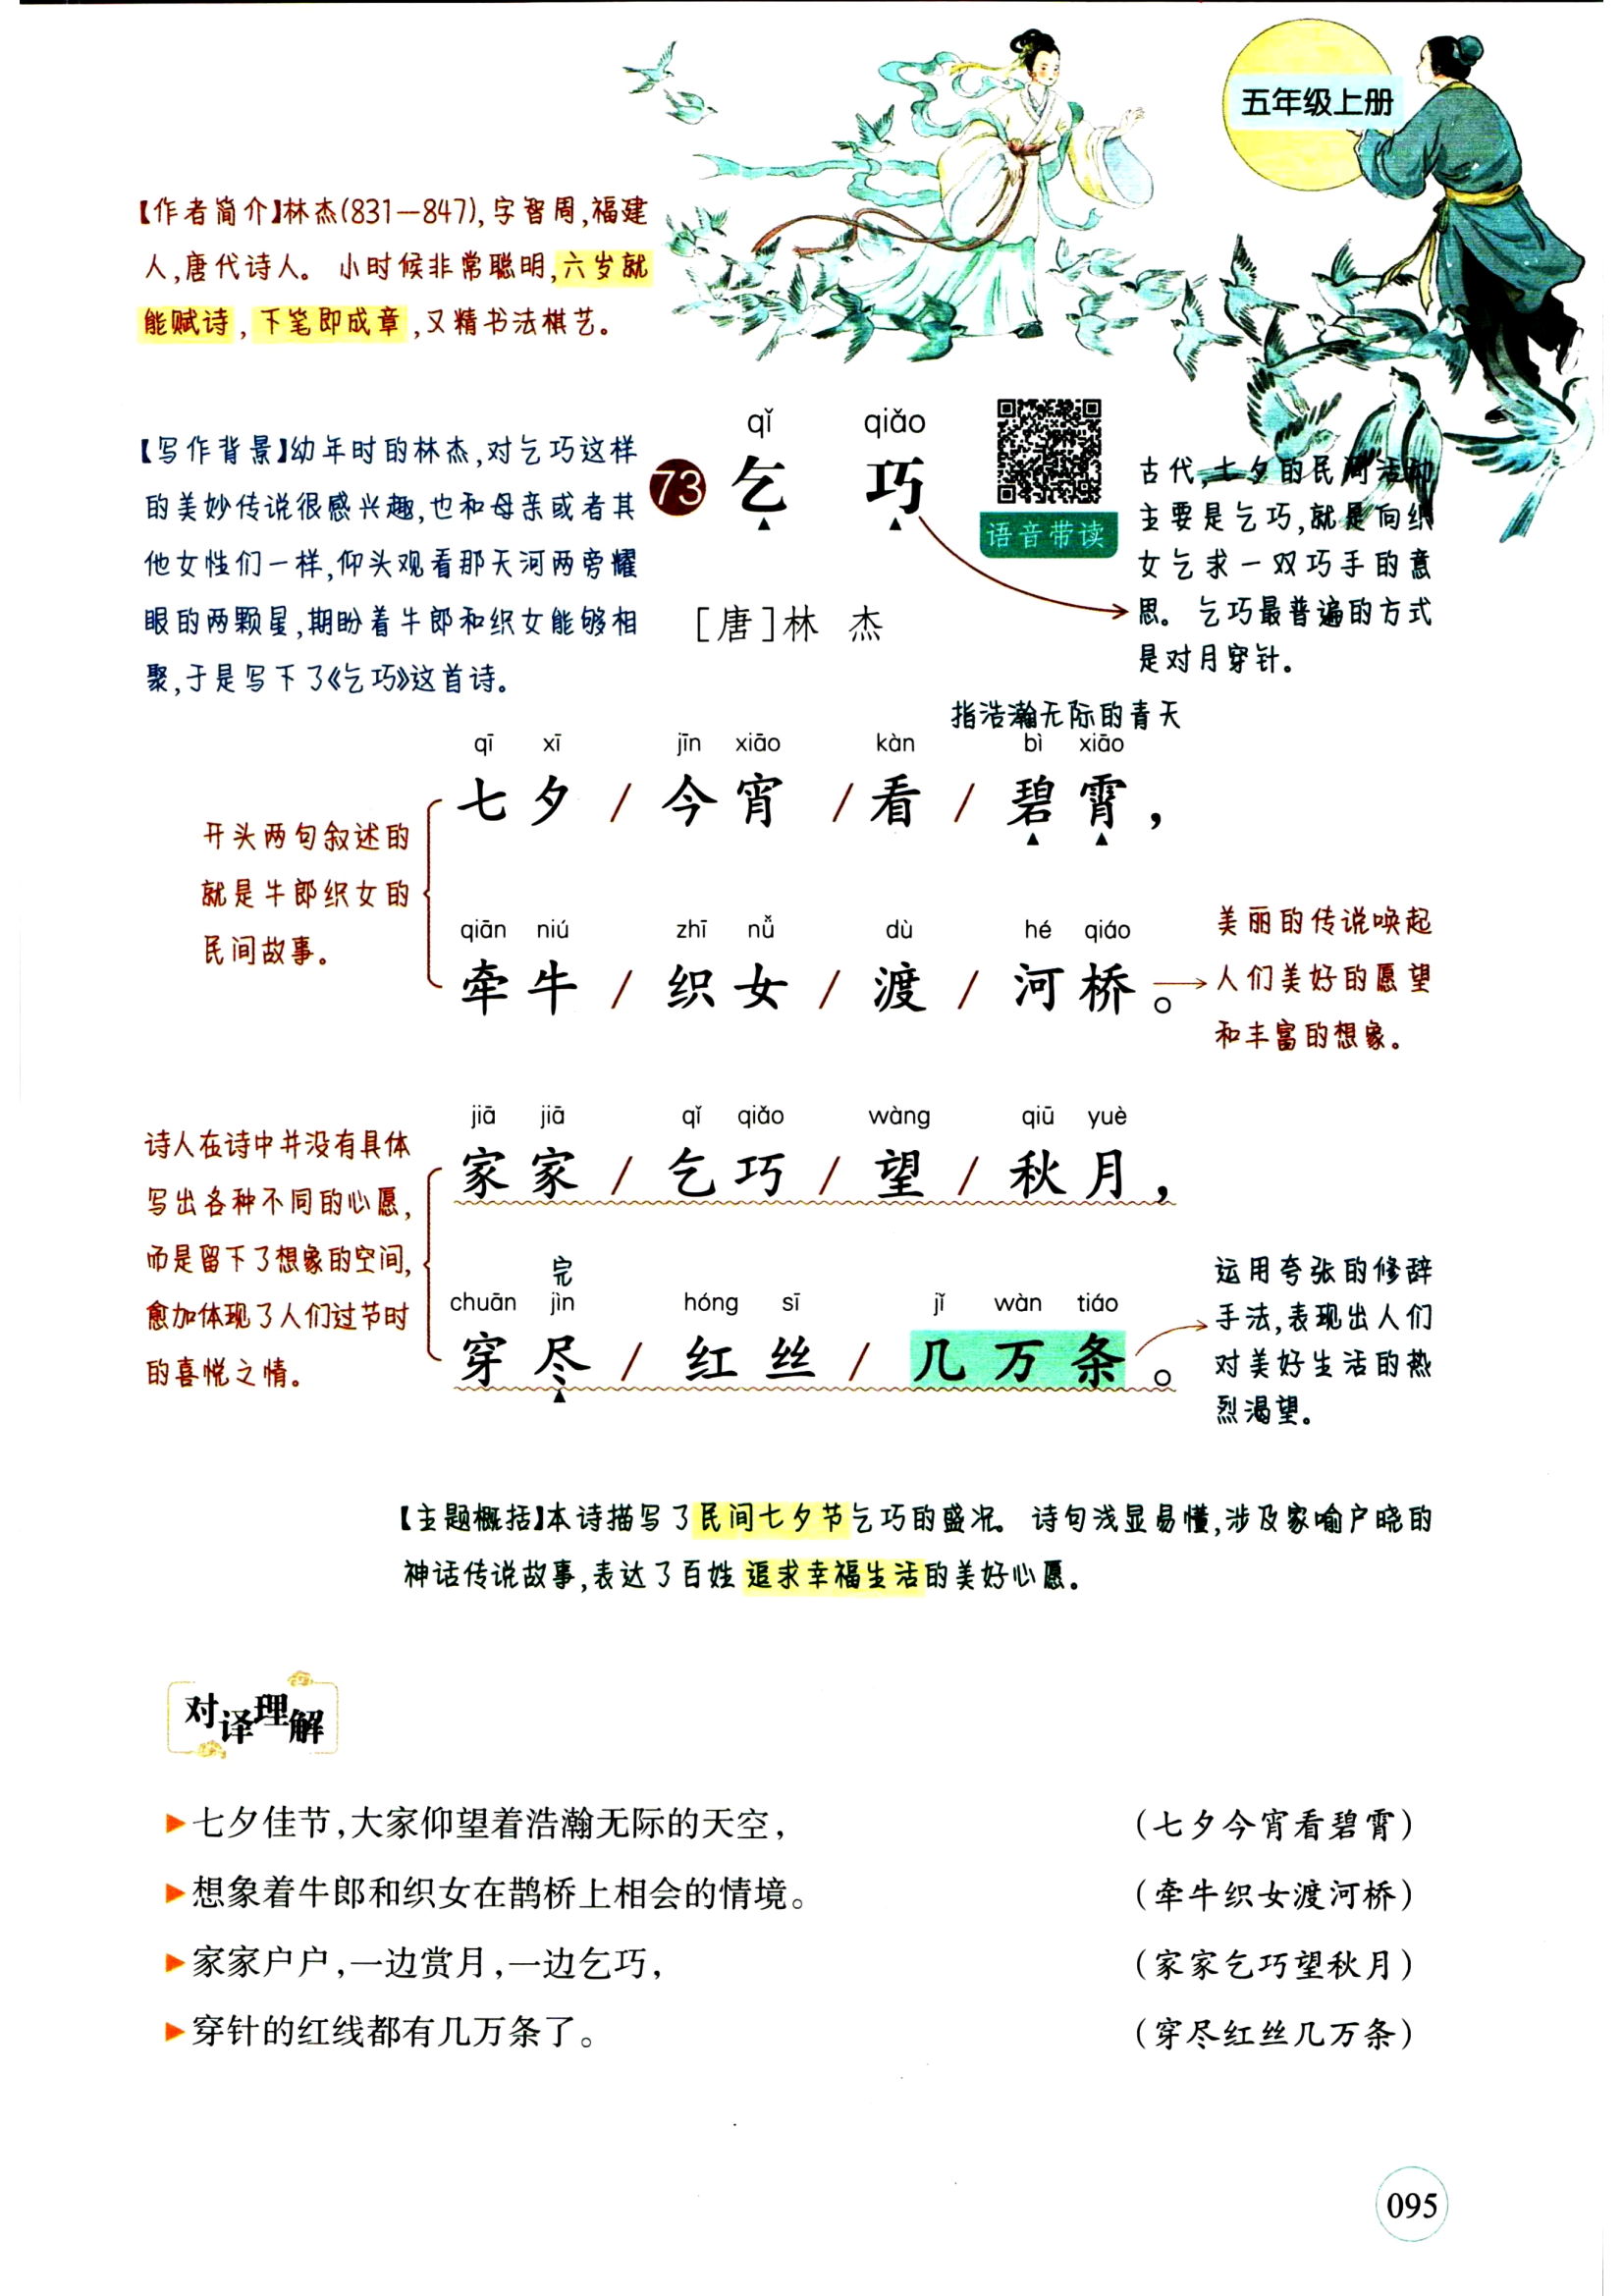 五年级上册
【作者简介】林杰(831—847),字智周,福建
人,唐代诗人。小时候非常聪明,六岁就
能赋诗,下笔即成章,又精书法棋艺。
【写作背景】幼年时的林杰,对乞巧这样
的美妙传说很感兴趣,也和母亲或者其
他女性们一样,仰头观看那天河两旁耀
眼的两颗星,期盼着牛郎和织女能够相
聚,于是写下了《乞巧》这首诗。
qǐ qiǎo
73 乞巧
语音带读
[唐]林 杰
古代,七夕的民间活动
主要是乞巧,就是向织
女乞求一双巧手的意
思。乞巧最普遍的方式
是对月穿针。
指浩瀚无际的青天
qī xī jīn xiāo kàn bì xiāo
七夕/今宵/看/碧霄,
开头两句叙述的
就是牛郎织女的
民间故事。
qiān niú zhī nǚ dù hé qiáo
牵牛/织女/渡/河桥。
美丽的传说唤起
人们美好的愿望
和丰富的想象。
jiā jiā qǐ qiǎo wàng qiū yuè
家家/乞巧/望/秋月,
诗人在诗中并没有具体
写出各种不同的心愿,
而是留下了想象的空间,
愈加体现了人们过节时
的喜悦之情。
完
chuān jìn hóng sī jǐ wàn tiáo
穿尽/红丝/几万条。
运用夸张的修辞
手法,表现出人们
对美好生活的热
烈渴望。
【主题概括】本诗描写了民间七夕节乞巧的盛况。诗句浅显易懂,涉及家喻户晓的
神话传说故事,表达了百姓追求幸福生活的美好心愿。
对译理解
▶七夕佳节,大家仰望着浩瀚无际的天空, (七夕今宵看碧霄)
▶想象着牛郎和织女在鹊桥上相会的情境。 (牵牛织女渡河桥)
▶家家户户,一边赏月,一边乞巧, (家家乞巧望秋月)
▶穿针的红线都有几万条了。 (穿尽红丝几万条)
095